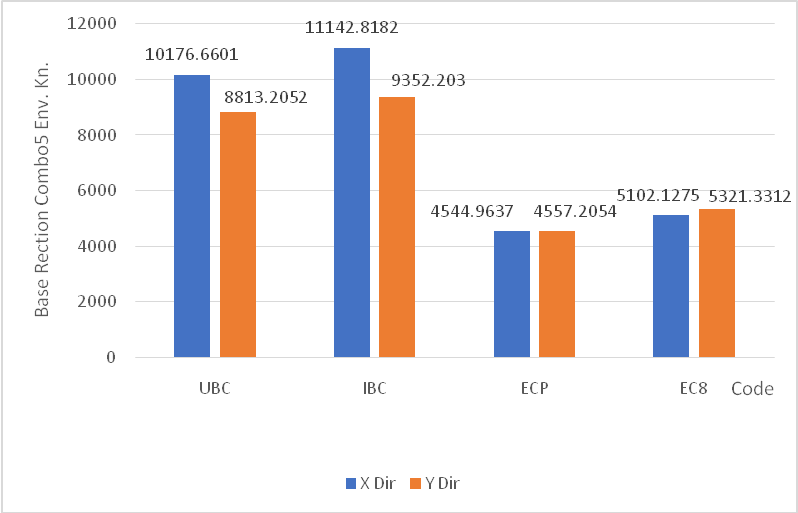 Base Rection Combo5 Env. Kn.
12000
10000
8000
6000
4000
2000
0
10176.6601
8813.2052
11142.8182
9352.203
4544.9637
4557.2054
5102.1275
5321.3312
UBC
IBC
ECP
EC8
Code
X Dir
Y Dir